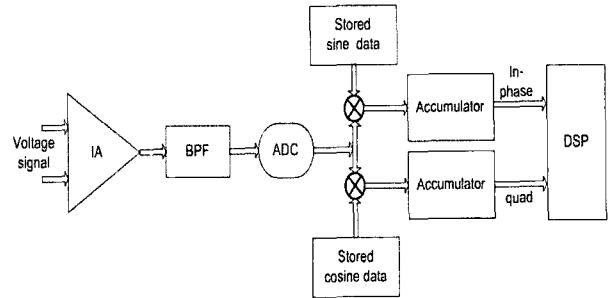 Stored
sine data
In-
phase
Accumulator
Voltage
signal
IA
BPF
ADC
DSP
Accumulator
quad
Stored
cosine data